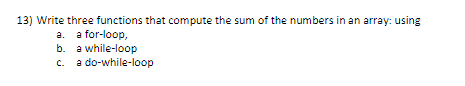 13) Write three functions that compute the sum of the numbers in an array: using
a. a for-loop,
b. a while-loop
c. a do-while-loop